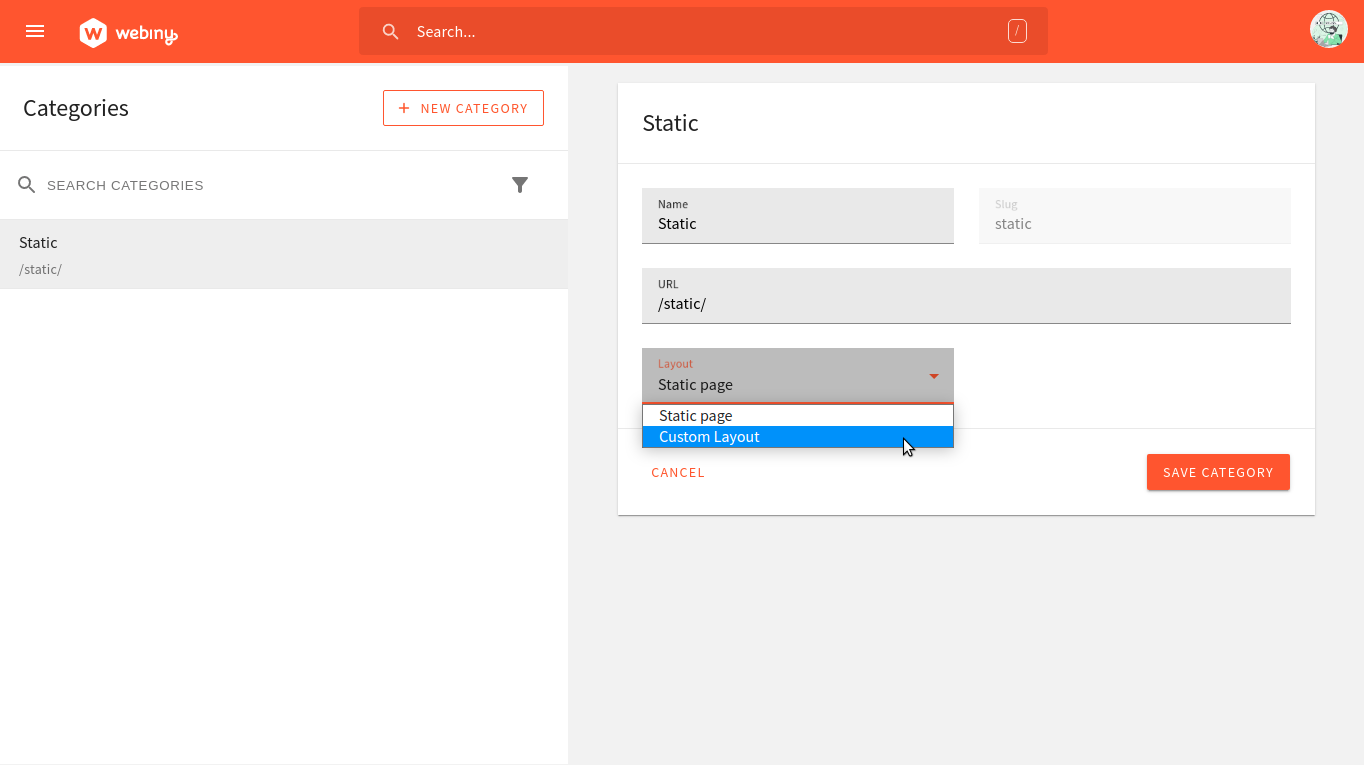 webiny
Search...
/
Categories
+ NEW CATEGORY
SEARCH CATEGORIES
Static
/static/
Static
Name
Static
Slug
static
URL
/static/
Layout
Static page
Static page
Custom Layout
CANCEL
SAVE CATEGORY